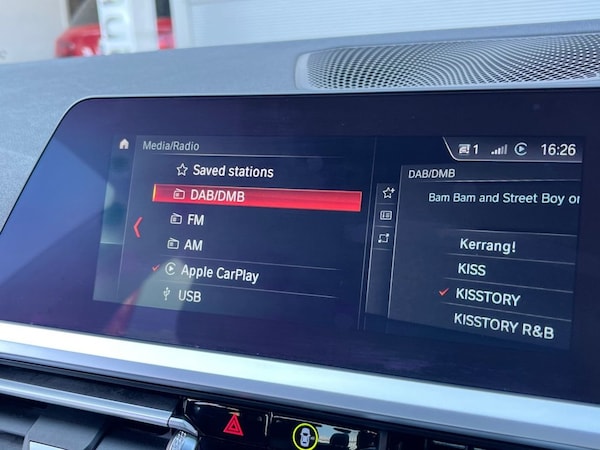 Media/Radio
Saved stations
DAB/DMB
FM
AM
Apple CarPlay
USB
1
16:26
DAB/DMB
Bam Bam and Street Boy or
Kerrang!
KISS
KISSTORY
KISSTORY R&B